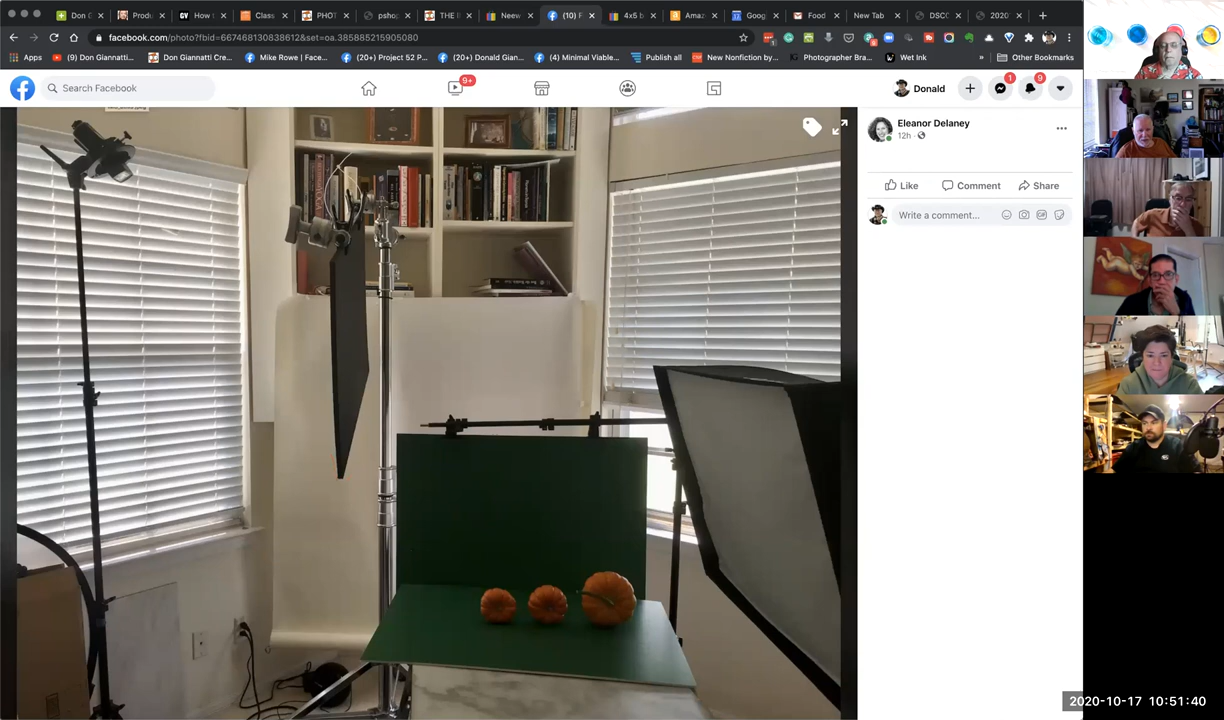 Don G
Produ
How t
Class
PHOT
pshop
THE I
Neew
(10) F
4x5 b
Amaz
Goog
Food
New Tab
DSCC
2020
facebook.com/photo?fbid=667468130838612&set=oa.385885215905080
Apps
(9) Don Giannatti...
Don Giannatti Cre...
Mike Rowe | Face...
(20+) Project 52 P...
(20+) Donald Gian...
(4) Minimal Viable...
Publish all
New Nonfiction by...
Photographer Bra...
Wet Ink
Other Bookmarks
Search Facebook
9+
Donald
1
9
Eleanor Delaney
12h
Like
Comment
Share
Write a comment...
2020-10-17 10:51:40